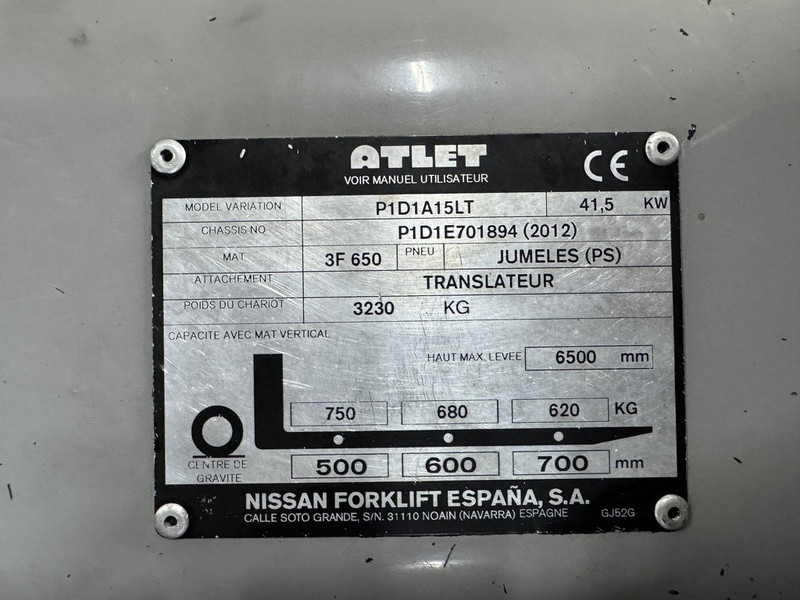 ATLET
CE
VOIR MANUEL UTILISATEUR
MODEL VARIATION P1D1A15LT 41,5 KW
CHASSIS NO P1D1E701894 (2012)
MAT 3F 650 PNEU JUMELES (PS)
ATTACHEMENT TRANSLATEUR
POIDS DU CHARIOT 3230 KG
CAPACITE AVEC MAT VERTICAL
HAUT MAX. LEVEE 6500 mm
750 680 620 KG
500 600 700 mm
CENTRE DE
GRAVITE
NISSAN FORKLIFT ESPAÑA, S.A.
CALLE SOTO GRANDE, S/N. 31110 NOAIN (NAVARRA) ESPAGNE GJ52G